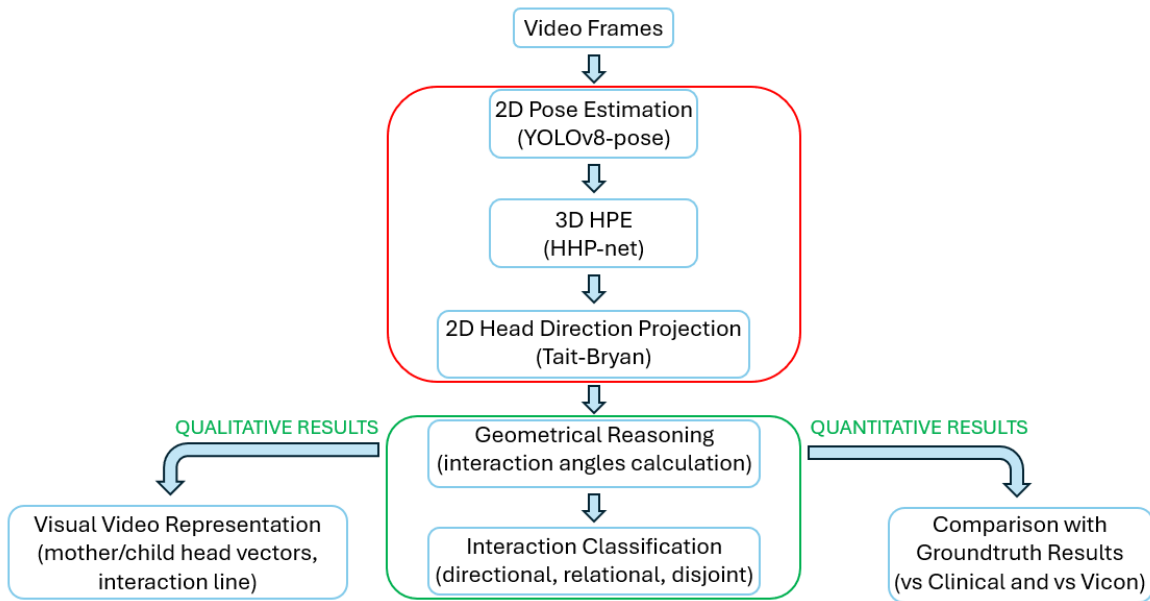 Video Frames
2D Pose Estimation
(YOLOv8-pose)
3D HPE
(HHP-net)
2D Head Direction Projection
(Tait-Bryan)
QUALITATIVE RESULTS
QUANTITATIVE RESULTS
Geometrical Reasoning
(interaction angles calculation)
Visual Video Representation
(mother/child head vectors,
interaction line)
Interaction Classification
(directional, relational, disjoint)
Comparison with
Groundtruth Results
(vs Clinical and vs Vicon)